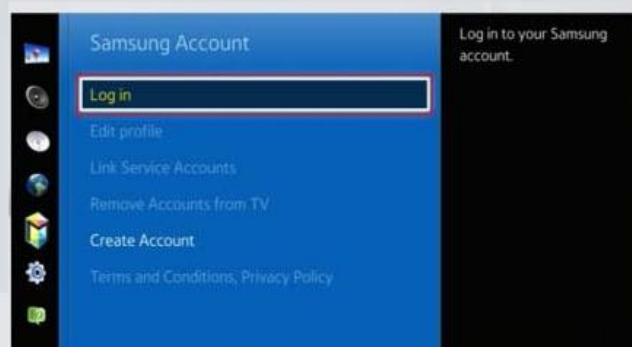 Samsung Account
Log in
Edit profile
Link Service Accounts
Remove Accounts from TV
Create Account
Terms and Conditions, Privacy Policy
Log in to your Samsung
account.